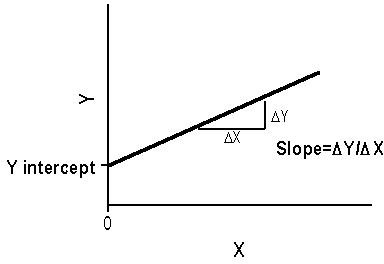 Y
ΔY
ΔX
Slope=ΔY/ΔX
Y intercept
0
X